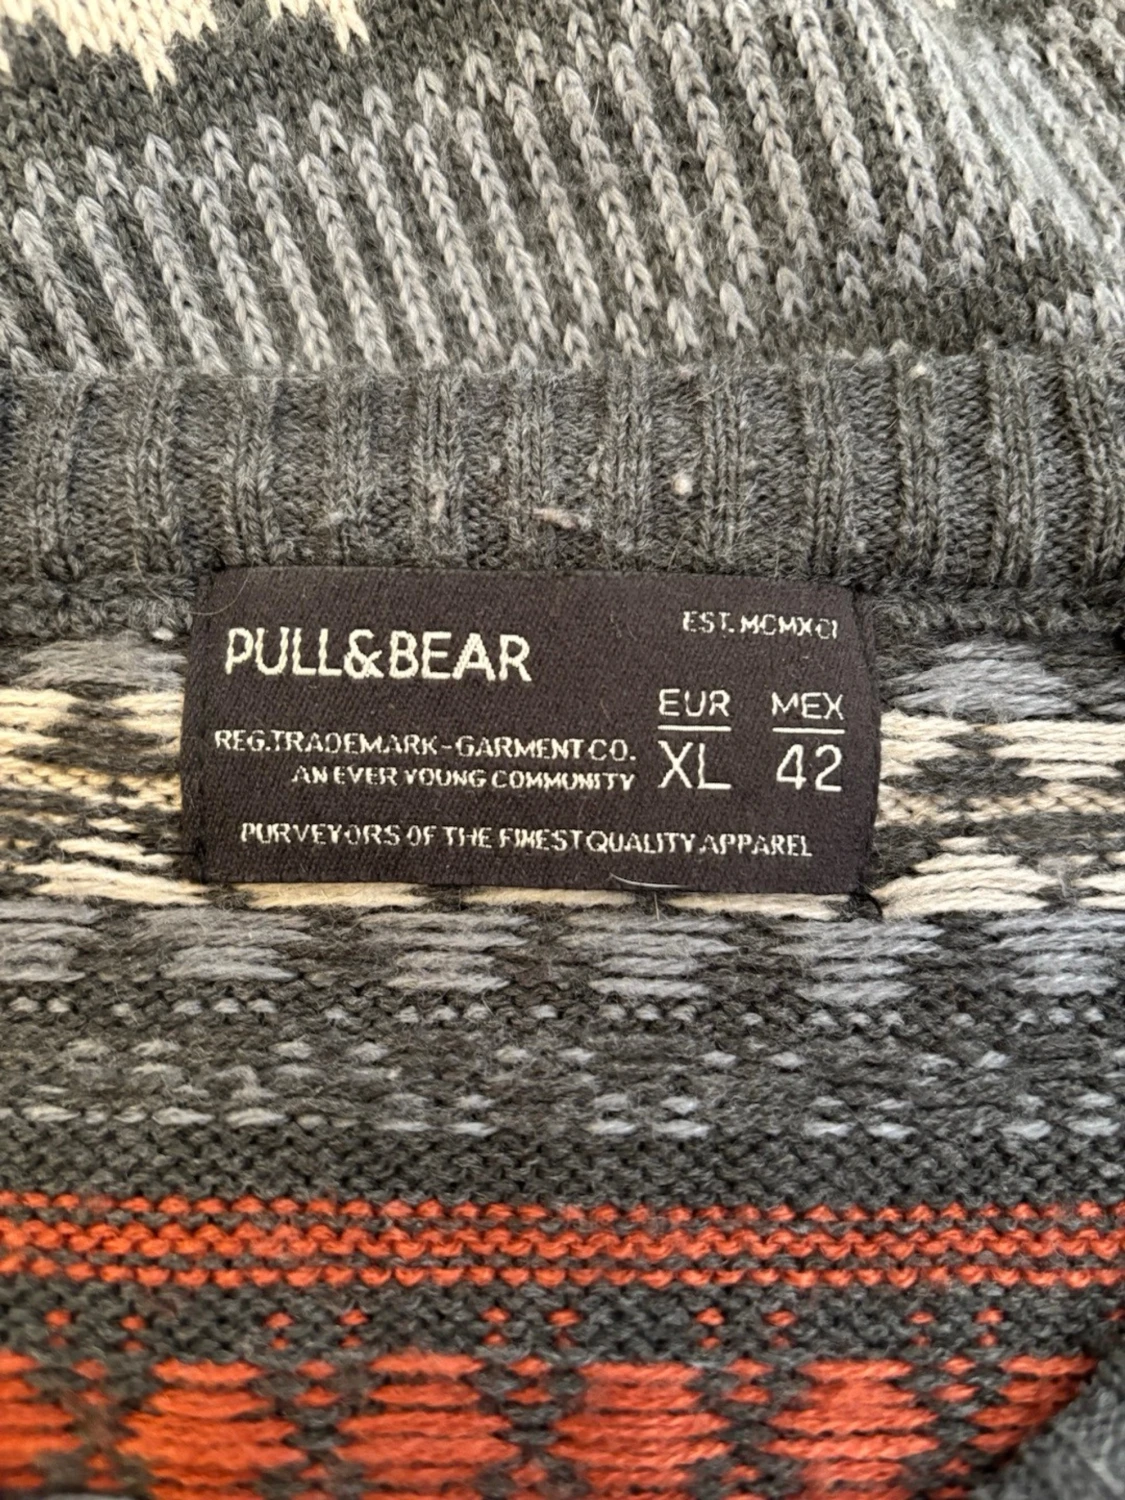 EST. MCMXCI
PULL&BEAR
EUR MEX
XL 42
REG.TRADEMARK-GARMENT CO.
AN EVER YOUNG COMMUNITY
PURVEYORS OF THE FINEST QUALITY APPAREL